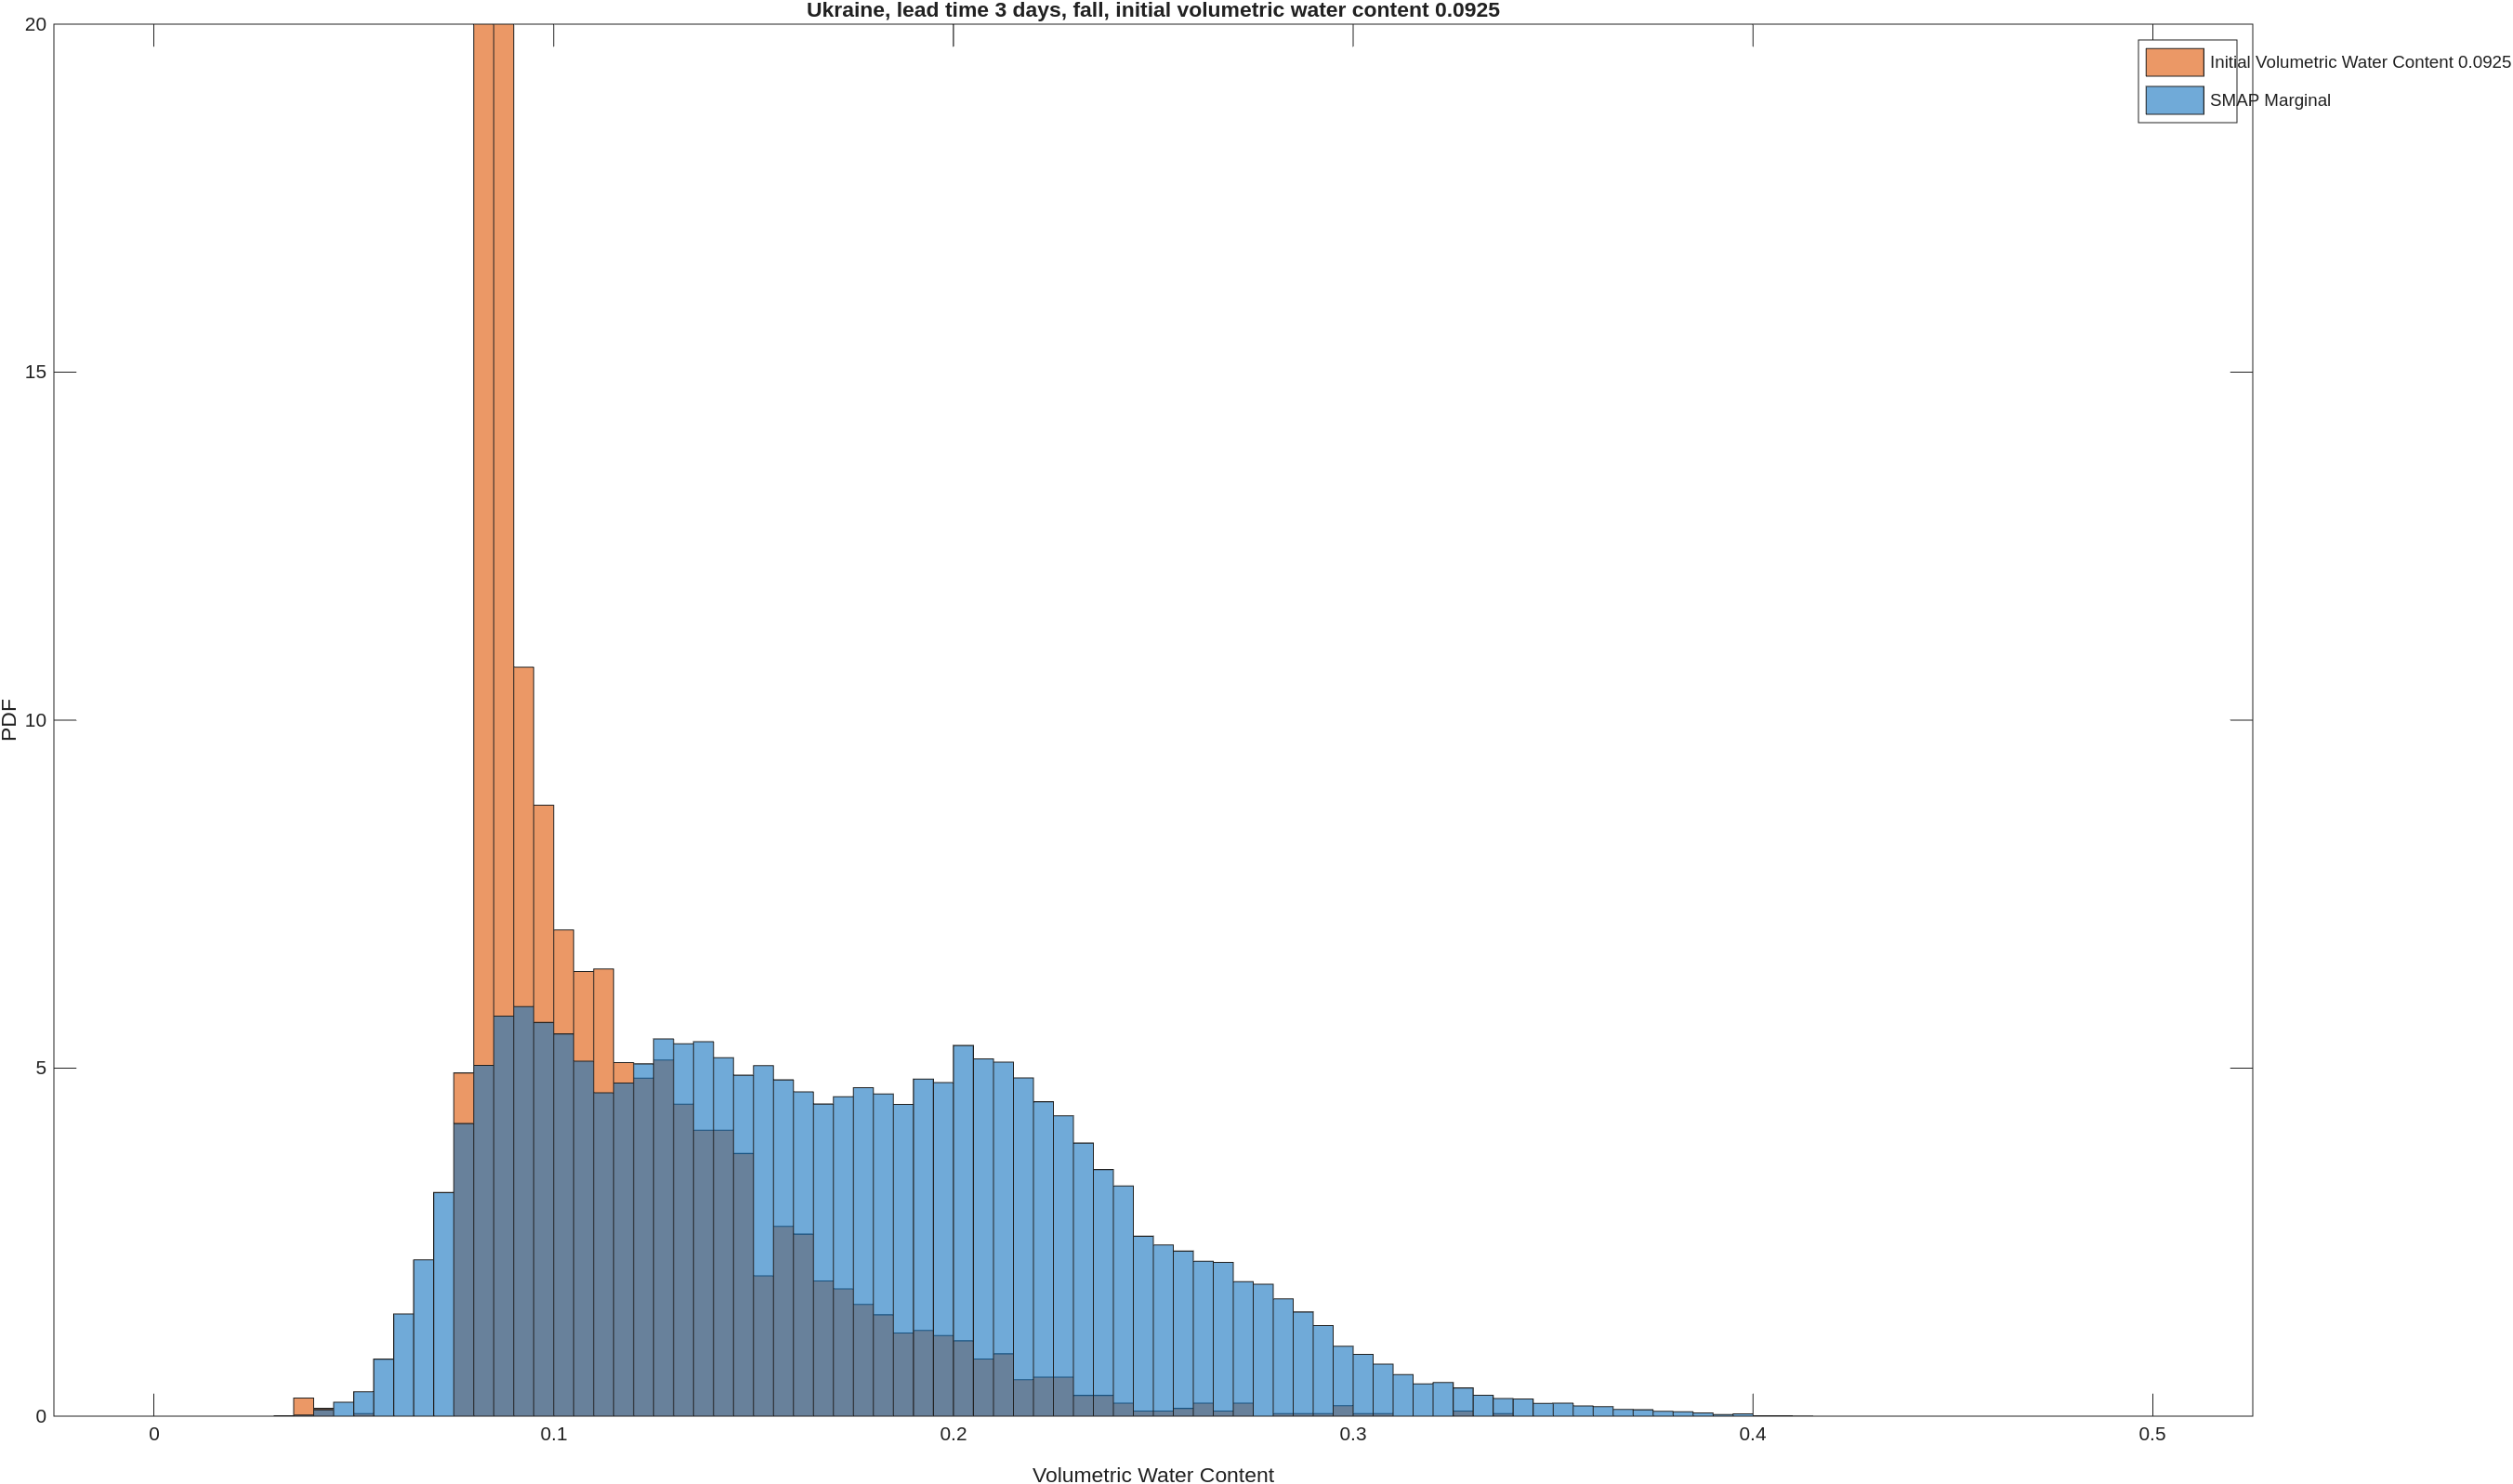 Ukraine, lead time 3 days, fall, initial volumetric water content 0.0925
20
15
10
5
0
PDF
Initial Volumetric Water Content 0.0925
SMAP Marginal
0 0.1 0.2 0.3 0.4 0.5
Volumetric Water Content